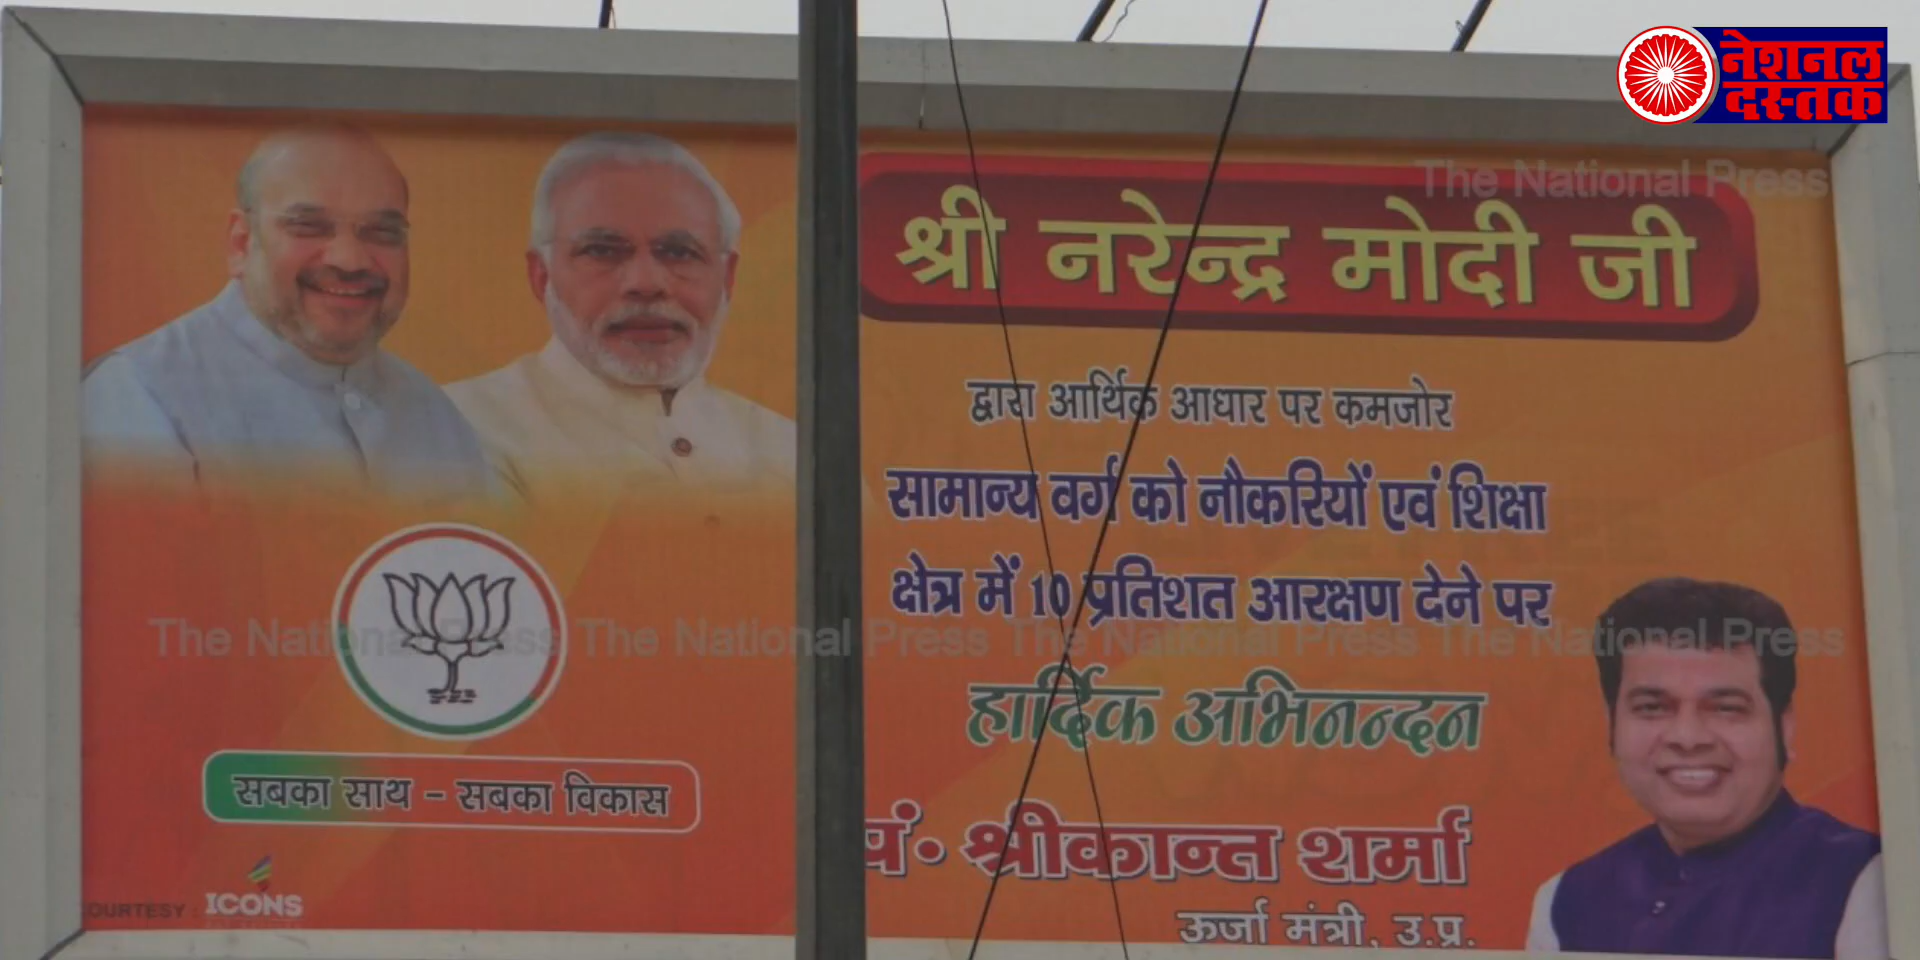 नेशनल
दस्तक
The National Press
श्री नरेन्द्र मोदी जी
द्वारा आर्थिक आधार पर कमजोर
सामान्य वर्ग को नौकरियों एवं शिक्षा
क्षेत्र में 10 प्रतिशत आरक्षण देने पर
The National Press The National Press The National Press The National Press
हार्दिक अभिनन्दन
सबका साथ - सबका विकास
पं. श्रीकान्त शर्मा
ऊर्जा मंत्री, उ.प्र.
OURTESY : ICONS